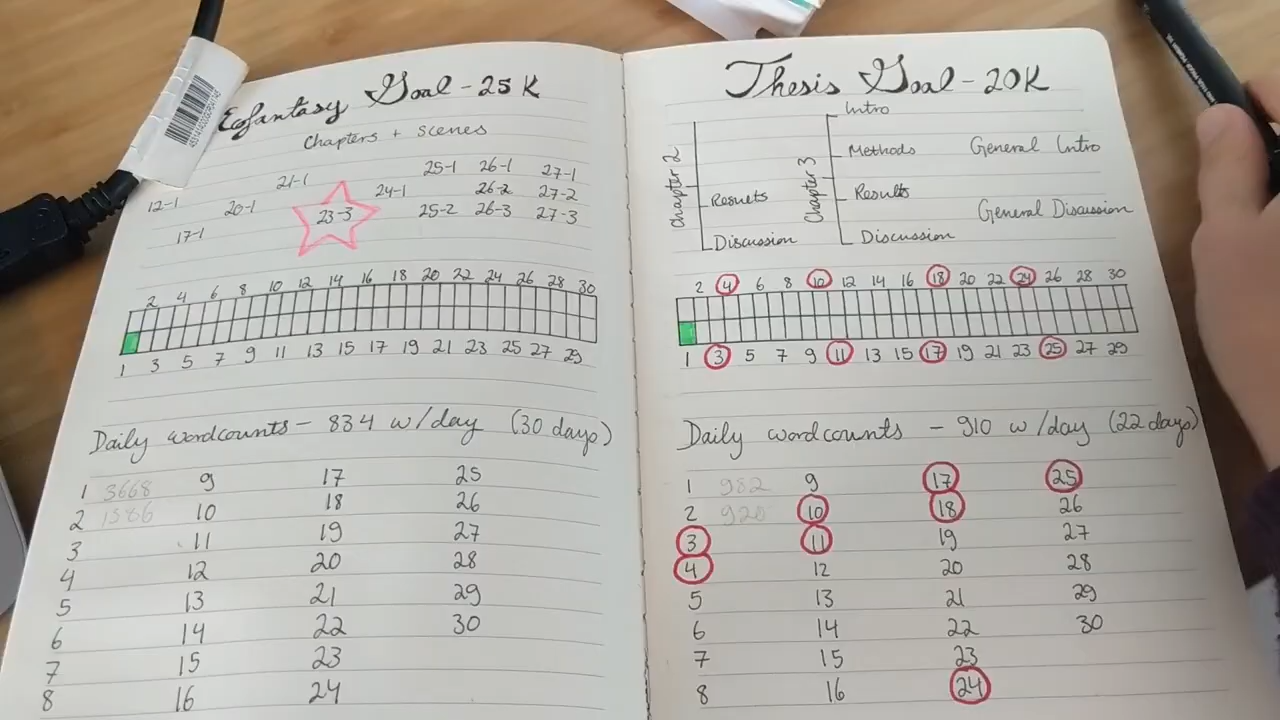 Ecofantasy Goal - 25K
Chapters + scenes
25-1 26-1 27-1
21-1 24-1 26-2 27-2
12-1 20-1 23-3 25-2 26-3 27-3
17-1
2 4 6 8 10 12 14 16 18 20 22 24 26 28 30
1 3 5 7 9 11 13 15 17 19 21 23 25 27 29
Daily wordcounts - 834 w/day (30 days)
1 3668 9 17 25
2 1586 10 18 26
3 11 19 27
4 12 20 28
5 13 21 29
6 14 22 30
7 15 23
8 16 24
Thesis Goal - 20K
Chapter 2
Results
Discussion
Chapter 3
Intro
Methods
Results
Discussion
General Intro
General Discussion
2 4 6 8 10 12 14 16 18 20 22 24 26 28 30
1 3 5 7 9 11 13 15 17 19 21 23 25 27 29
Daily wordcounts - 910 w/day (22 days)
1 982 9 17 25
2 920 10 18 26
3 11 19 27
4 12 20 28
5 13 21 29
6 14 22 30
7 15 23
8 16 24